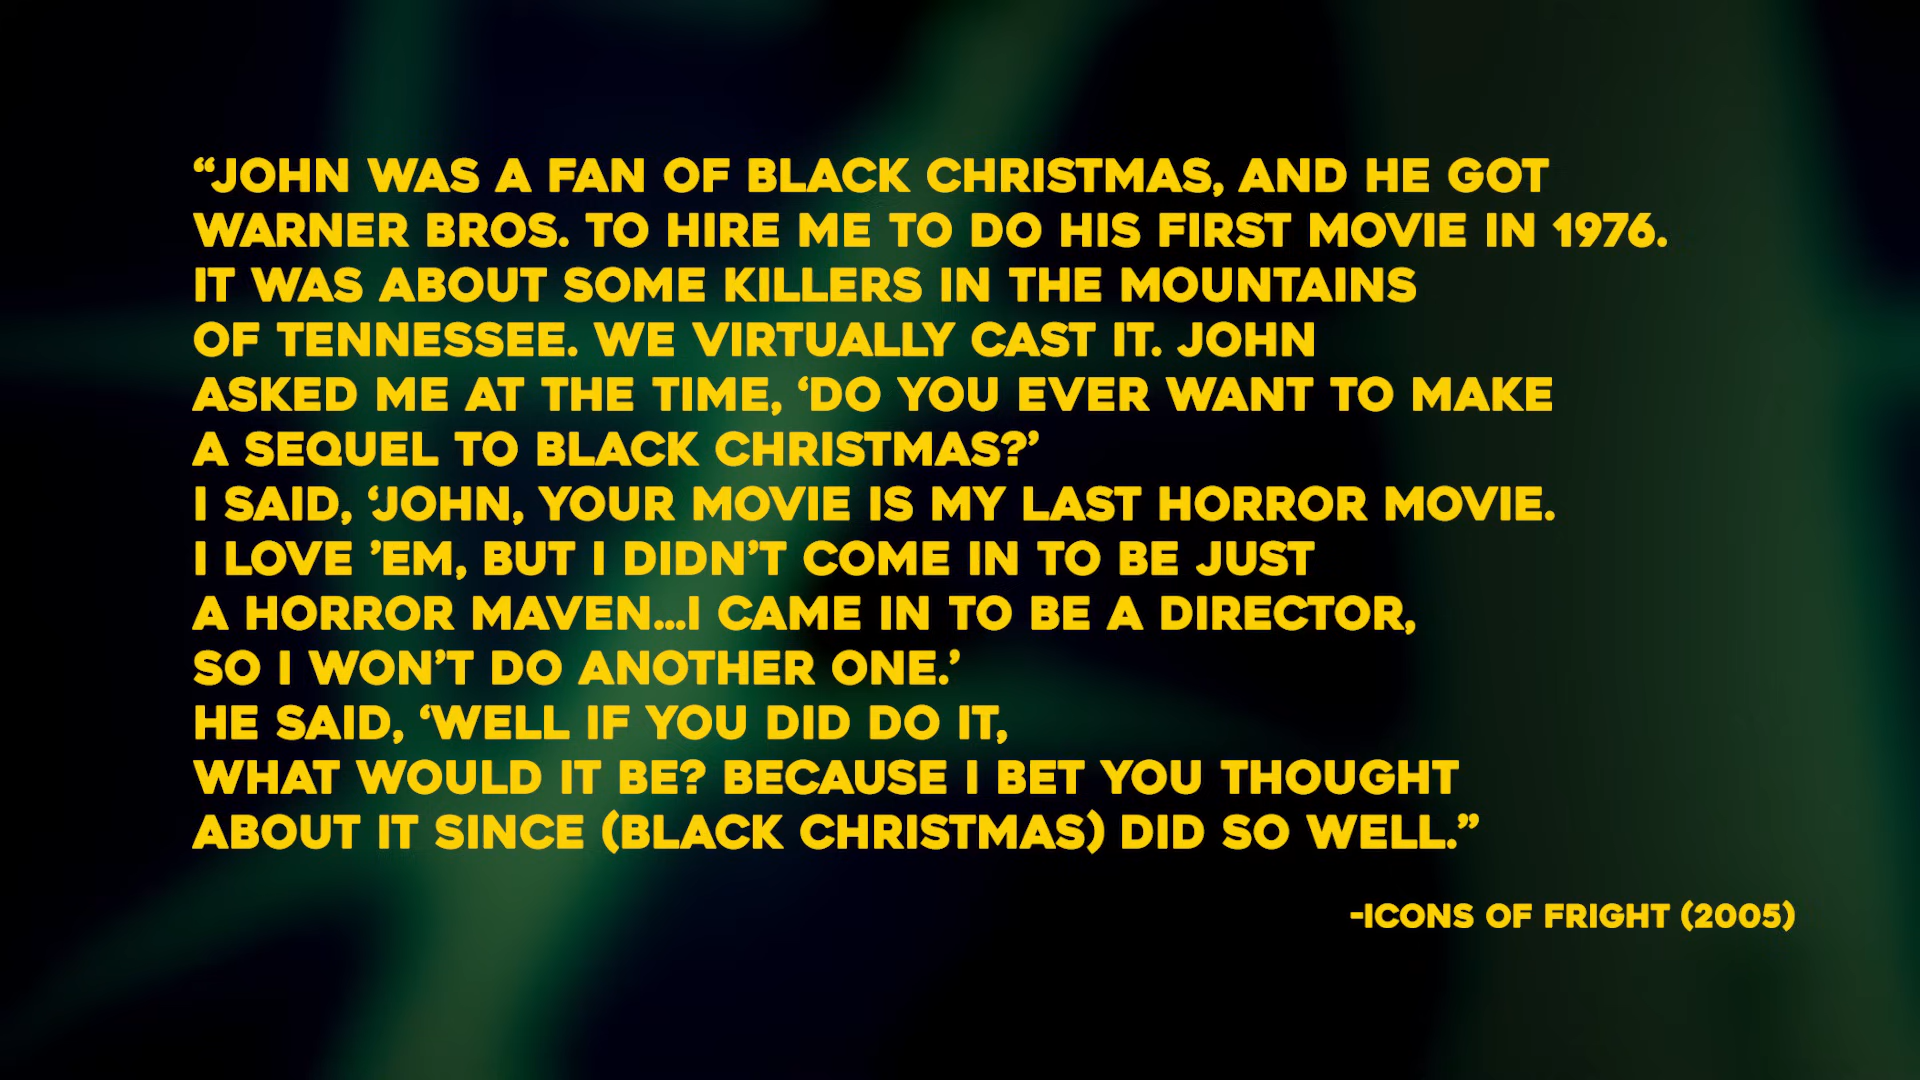 “JOHN WAS A FAN OF BLACK CHRISTMAS, AND HE GOT
WARNER BROS. TO HIRE ME TO DO HIS FIRST MOVIE IN 1976.
IT WAS ABOUT SOME KILLERS IN THE MOUNTAINS
OF TENNESSEE. WE VIRTUALLY CAST IT. JOHN
ASKED ME AT THE TIME, ‘DO YOU EVER WANT TO MAKE
A SEQUEL TO BLACK CHRISTMAS?’
I SAID, ‘JOHN, YOUR MOVIE IS MY LAST HORROR MOVIE.
I LOVE ’EM, BUT I DIDN’T COME IN TO BE JUST
A HORROR MAVEN...I CAME IN TO BE A DIRECTOR,
SO I WON’T DO ANOTHER ONE.’
HE SAID, ‘WELL IF YOU DID DO IT,
WHAT WOULD IT BE? BECAUSE I BET YOU THOUGHT
ABOUT IT SINCE (BLACK CHRISTMAS) DID SO WELL.”
-ICONS OF FRIGHT (2005)